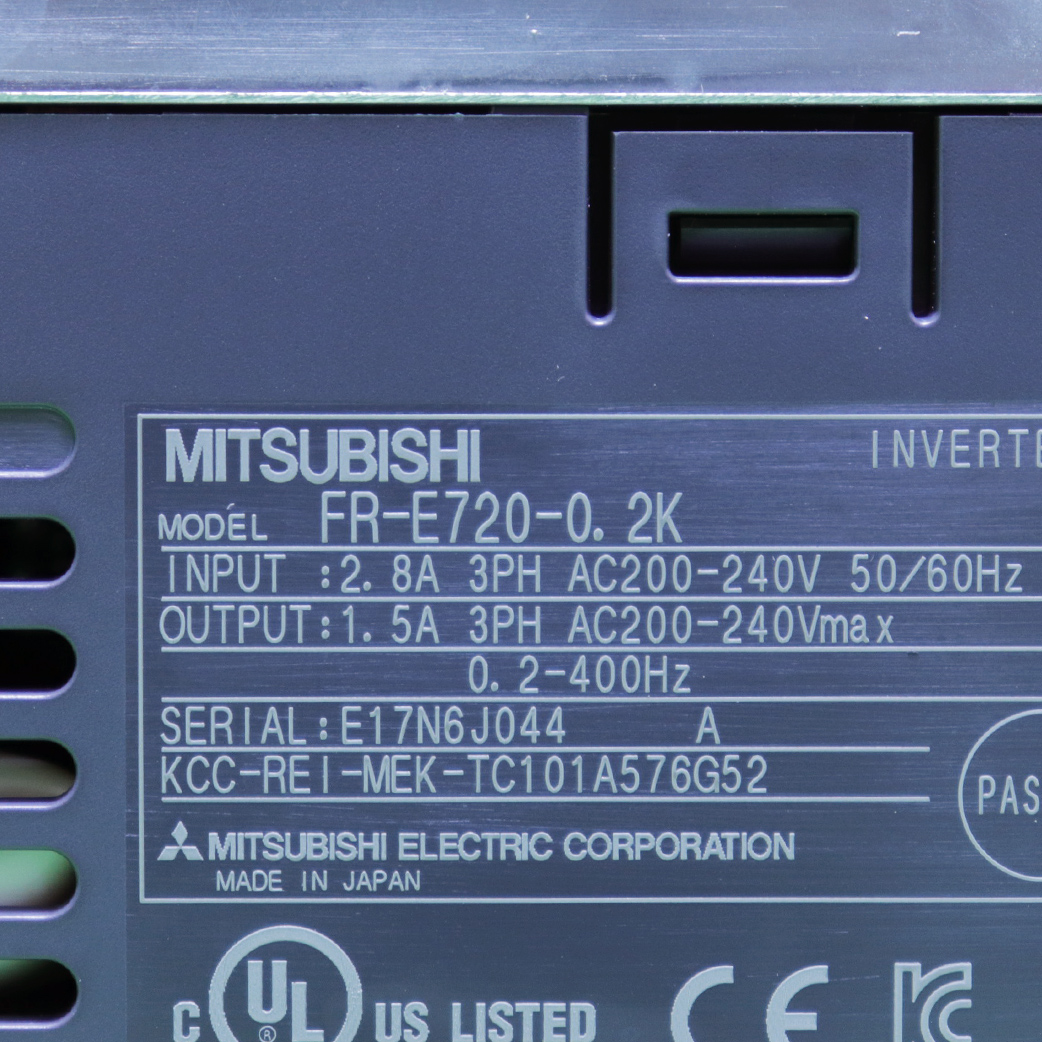 MITSUBISHI INVERTE
MODEL FR-E720-0.2K
INPUT :2.8A 3PH AC200-240V 50/60Hz
OUTPUT:1.5A 3PH AC200-240Vmax
0.2-400Hz
SERIAL:E17N6J044 A
KCC-REI-MEK-TC101A576G52
PAS
MITSUBISHI ELECTRIC CORPORATION
MADE IN JAPAN
C UL® US LISTED CE